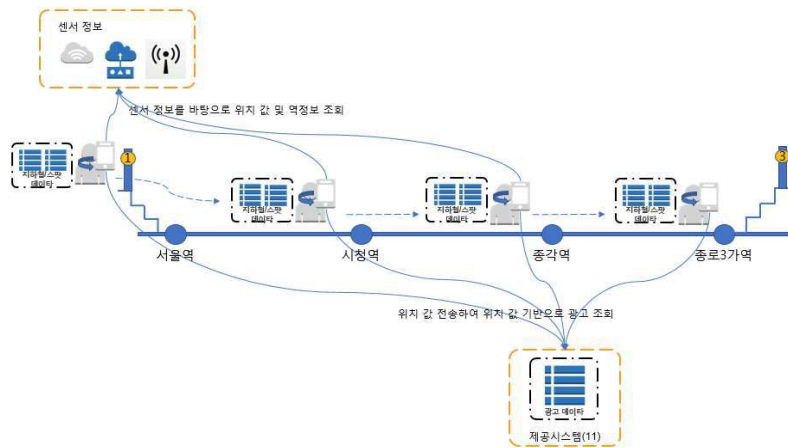 센서 정보
센서 정보를 바탕으로 위치 값 및 역정보 조회
1
3
지하철/스팟
데이타
지하철/스팟
데이타
지하철/스팟
데이타
지하철/스팟
데이타
서울역
시청역
종각역
종로3가역
위치 값 전송하여 위치 값 기반으로 광고 조회
광고 데이타
제공시스템(11)